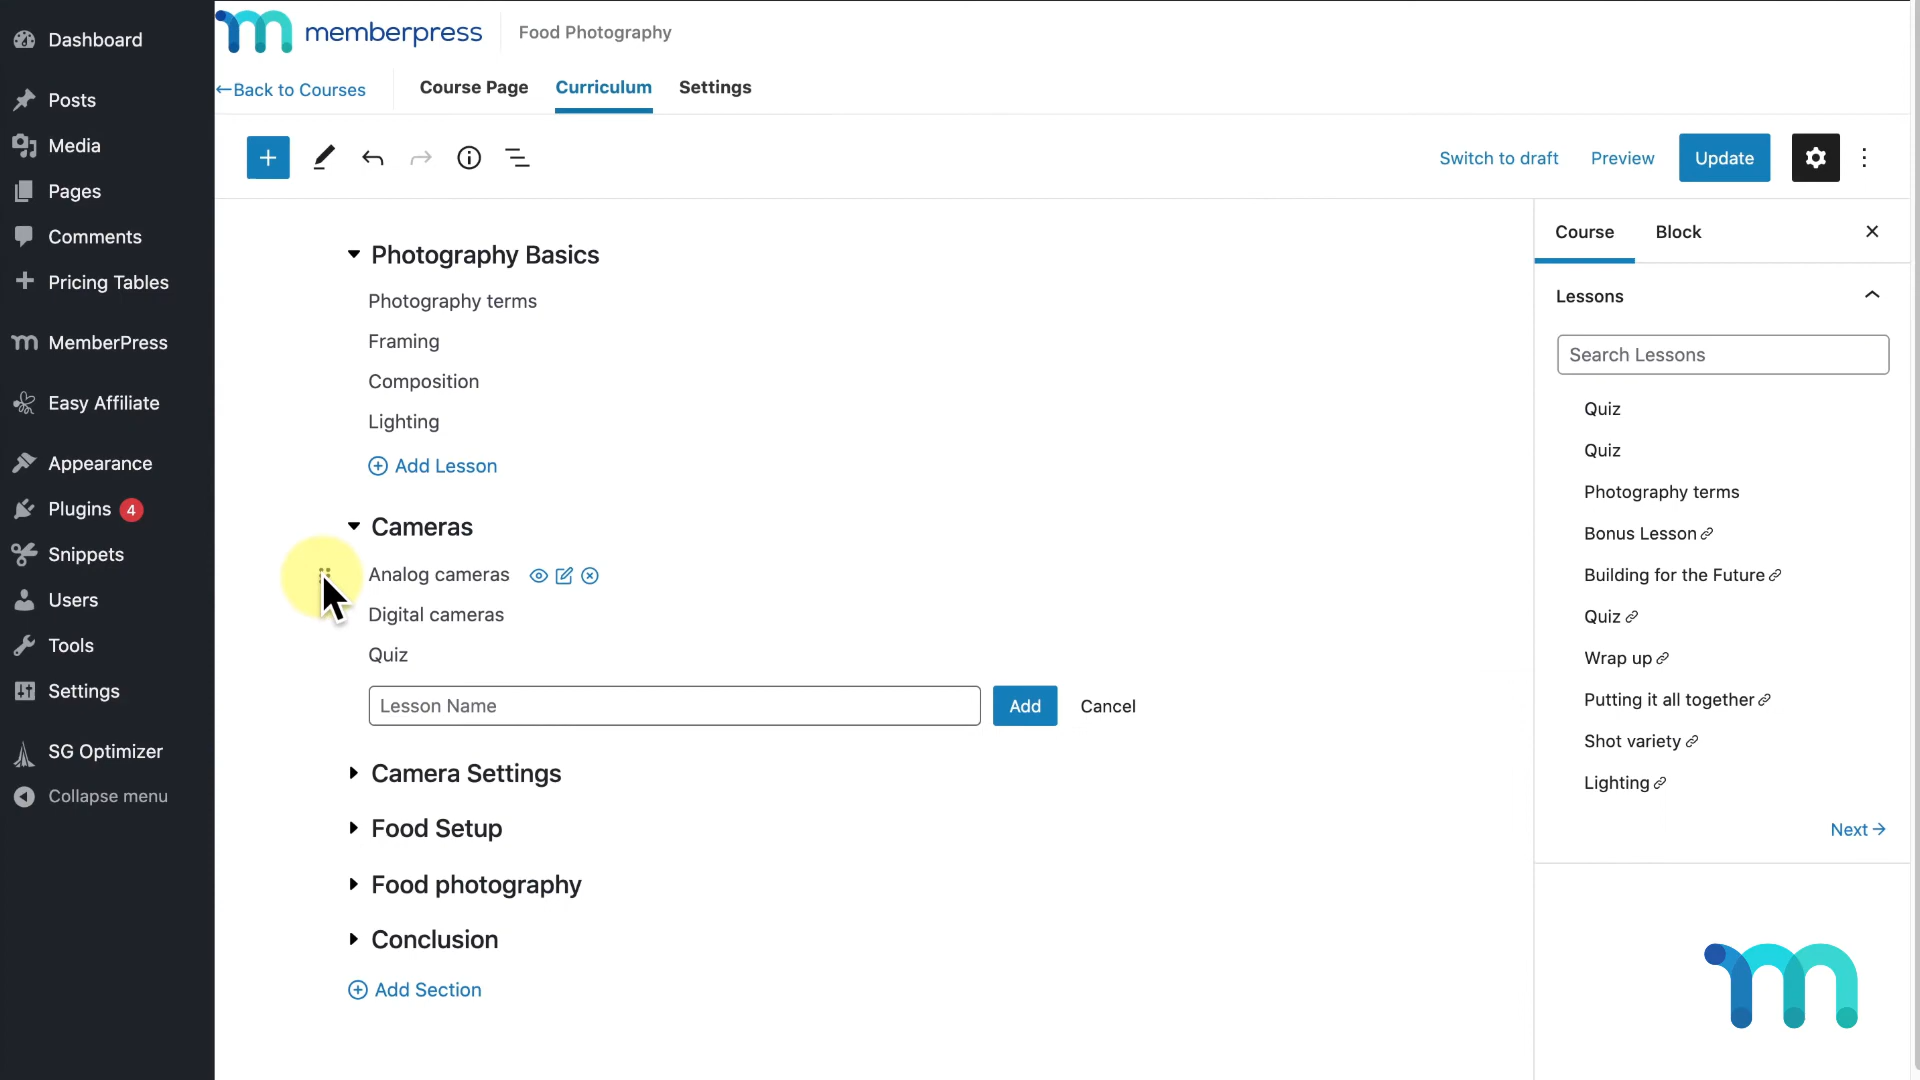 Dashboard
Posts
Media
Pages
Comments
Pricing Tables
MemberPress
Easy Affiliate
Appearance
Plugins 4
Snippets
Users
Tools
Settings
SG Optimizer
Collapse menu
memberpress
Food Photography
←Back to Courses
Course Page
Curriculum
Settings
Switch to draft
Preview
Update
Photography Basics
Photography terms
Framing
Composition
Lighting
Add Lesson
Cameras
Analog cameras
Digital cameras
Quiz
Lesson Name
Add
Cancel
Camera Settings
Food Setup
Food photography
Conclusion
Add Section
Course
Block
Lessons
Search Lessons
Quiz
Quiz
Photography terms
Bonus Lesson
Building for the Future
Quiz
Wrap up
Putting it all together
Shot variety
Lighting
Next →